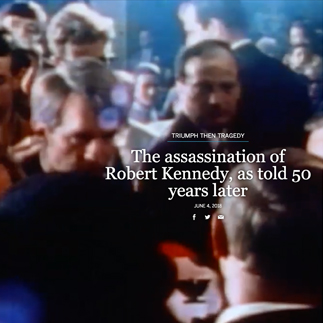 TRIUMPH THEN TRAGEDY
The assassination of
Robert Kennedy, as told 50
years later
JUNE 4, 2018